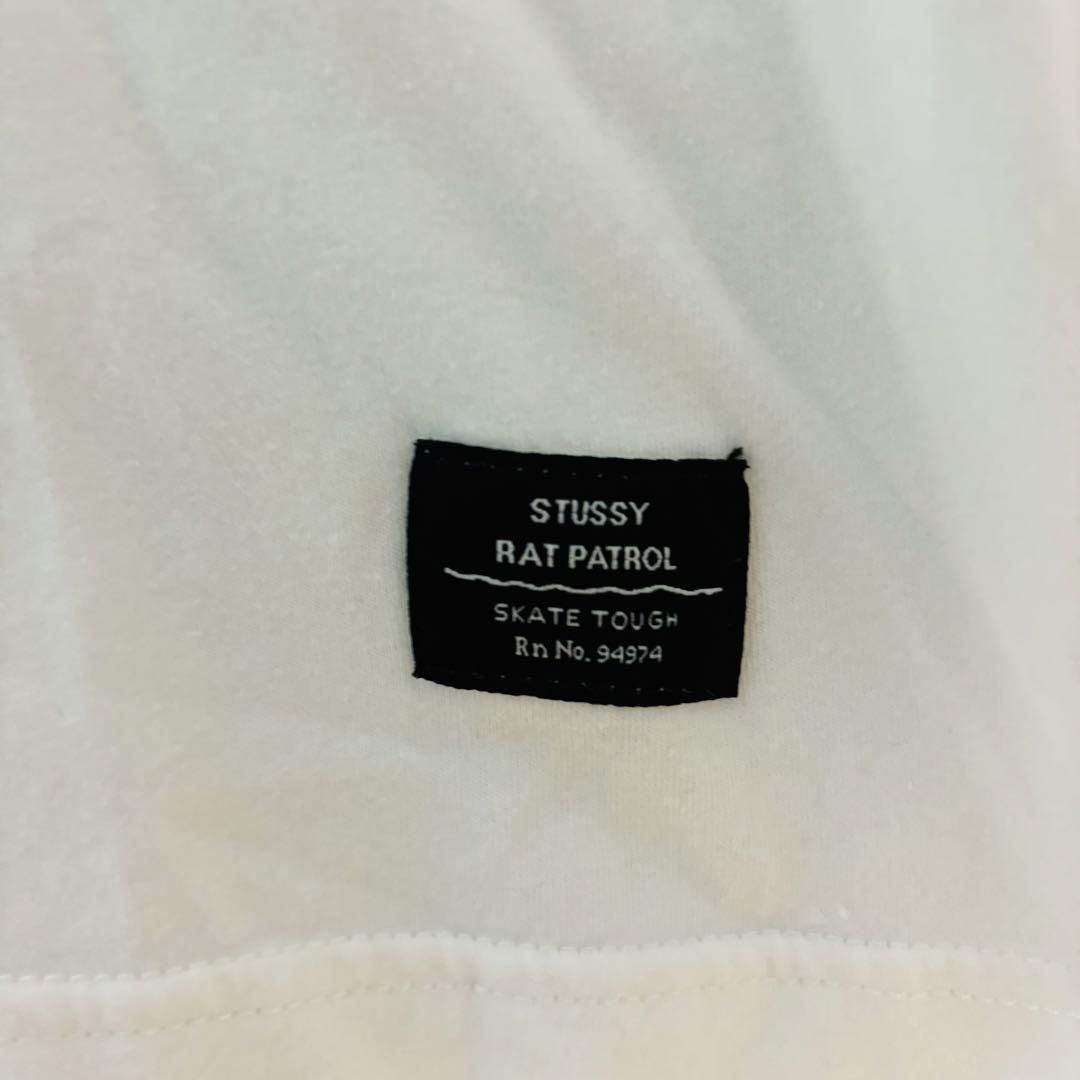 STUSSY
RAT PATROL
SKATE TOUGH
Rn No. 94974